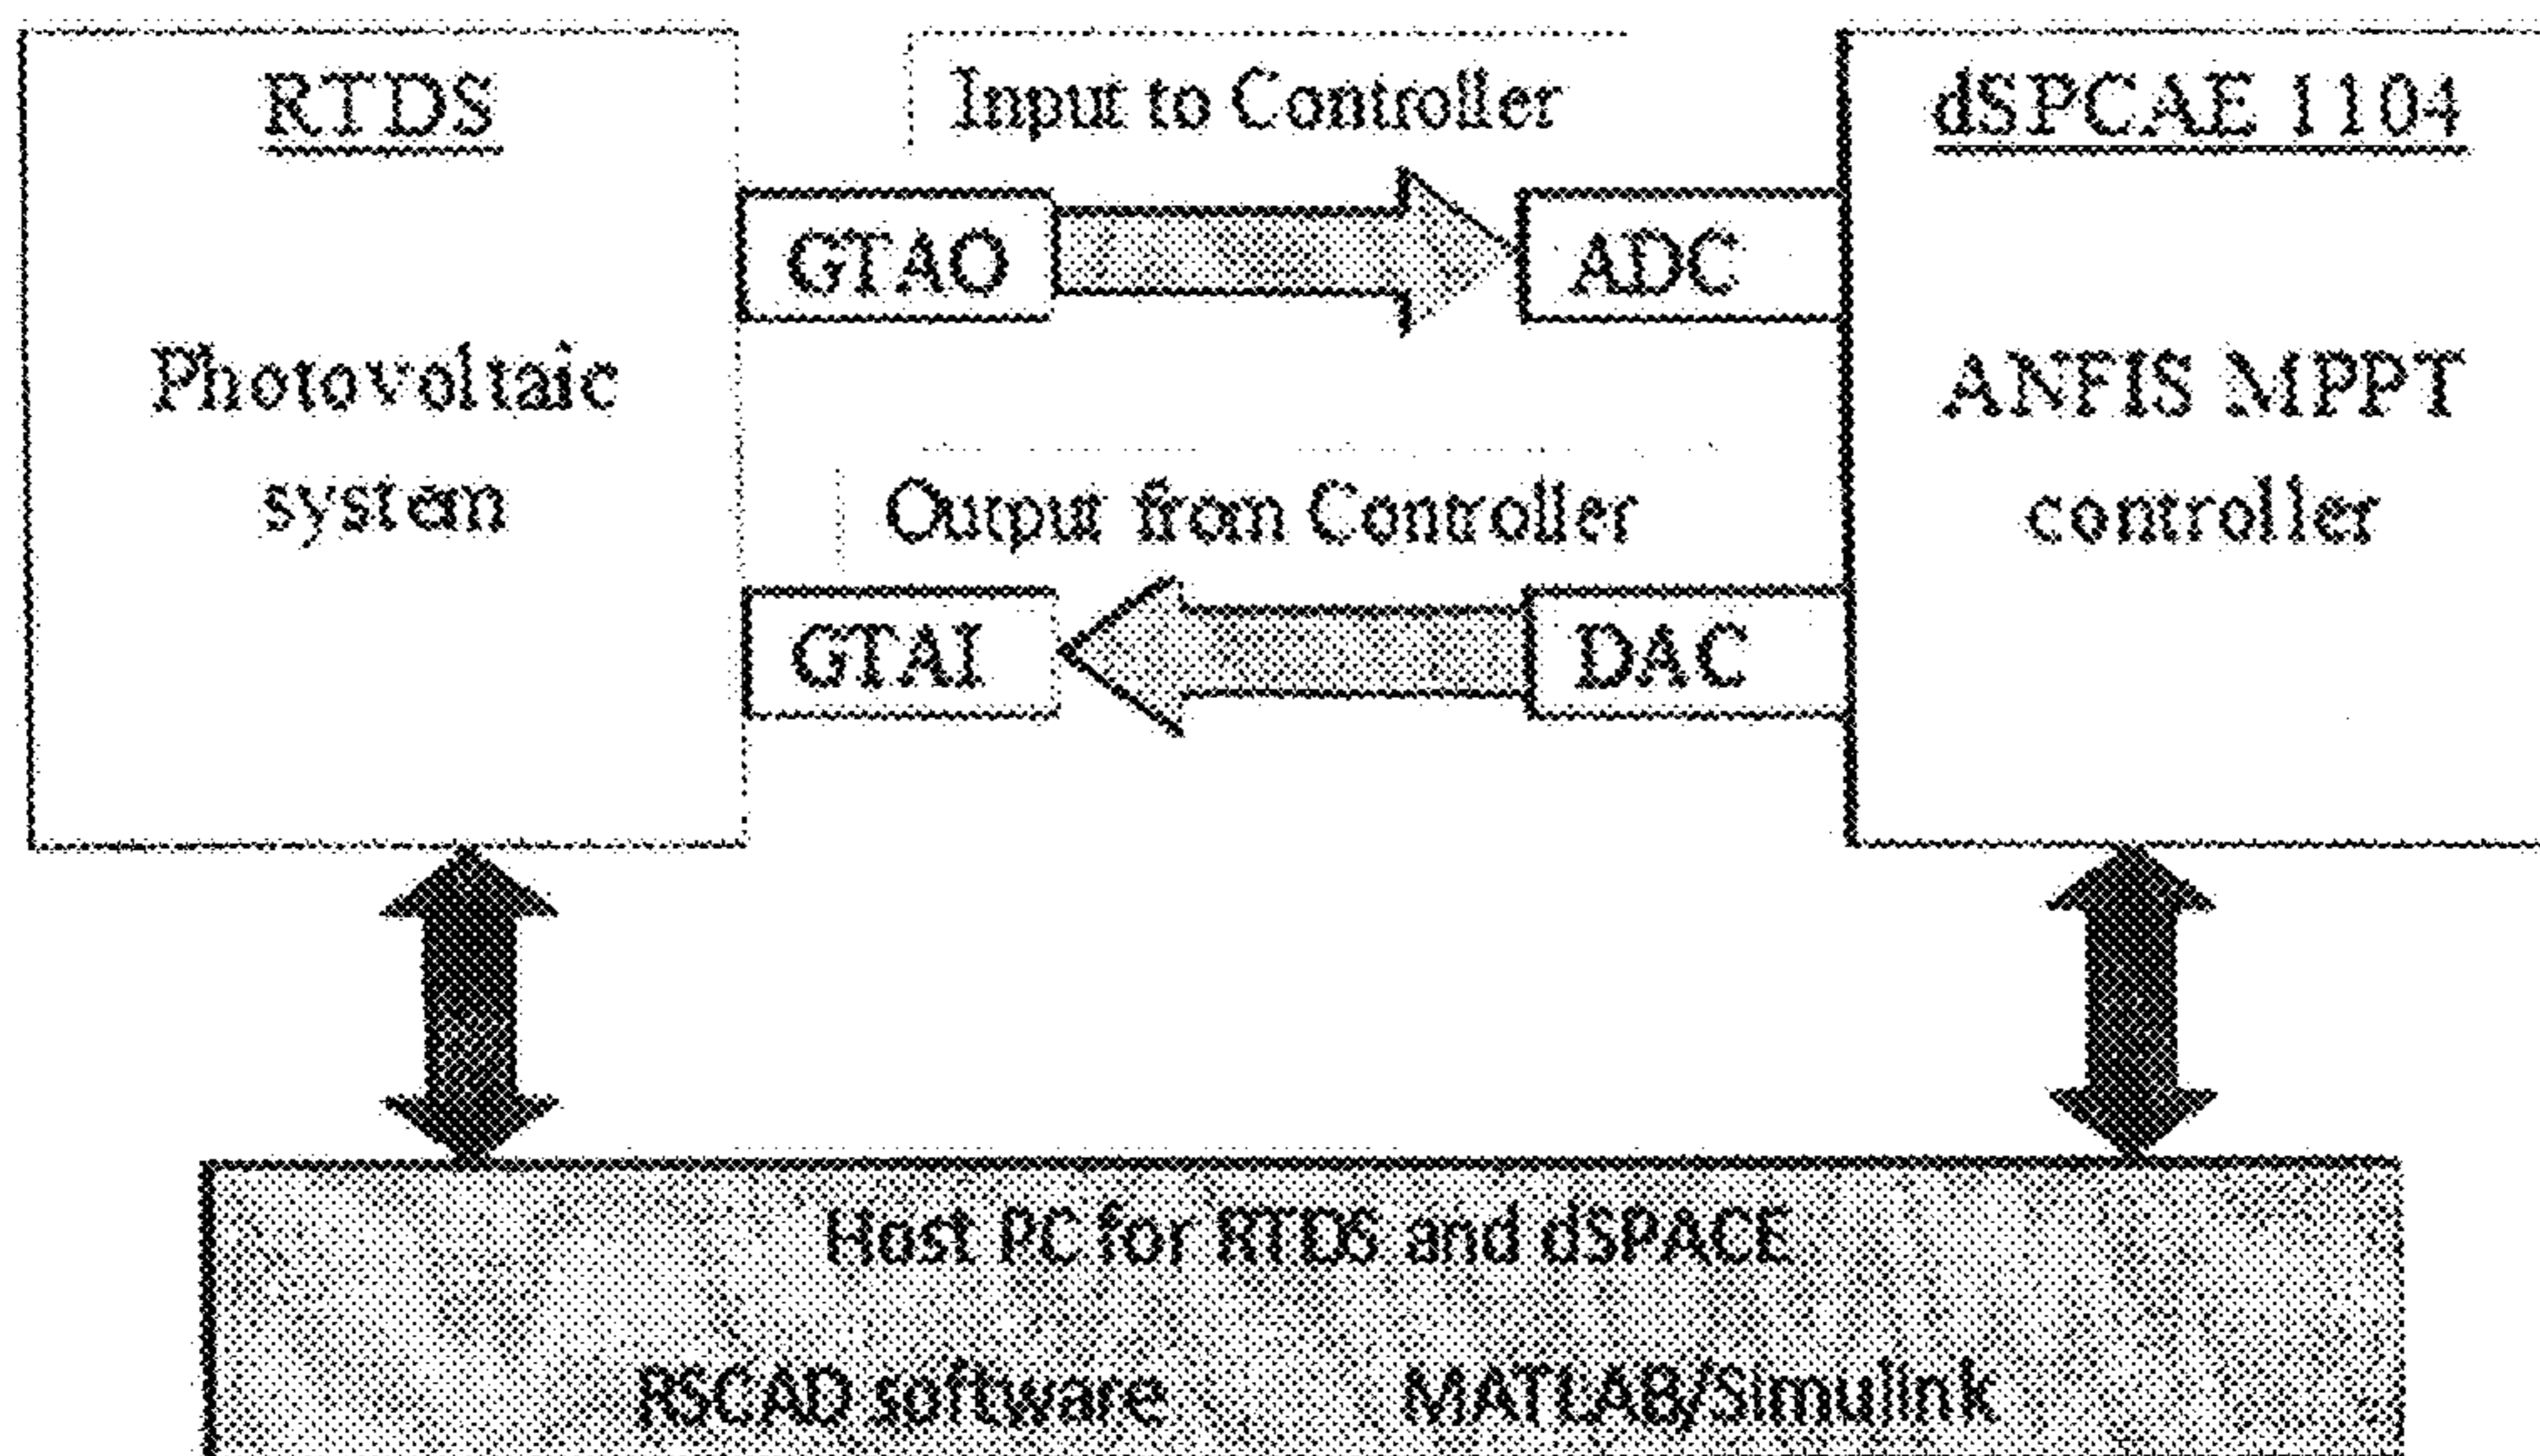 RTDS
Photovoltaic
system
Input to Controller
GTAO
ADC
Output from Controller
GTAI
DAC
dSPCAE 1104
ANFIS MPPT
controller
Host PC for RTDS and dSPACE
RSCAD software
MATLAB/Simulink